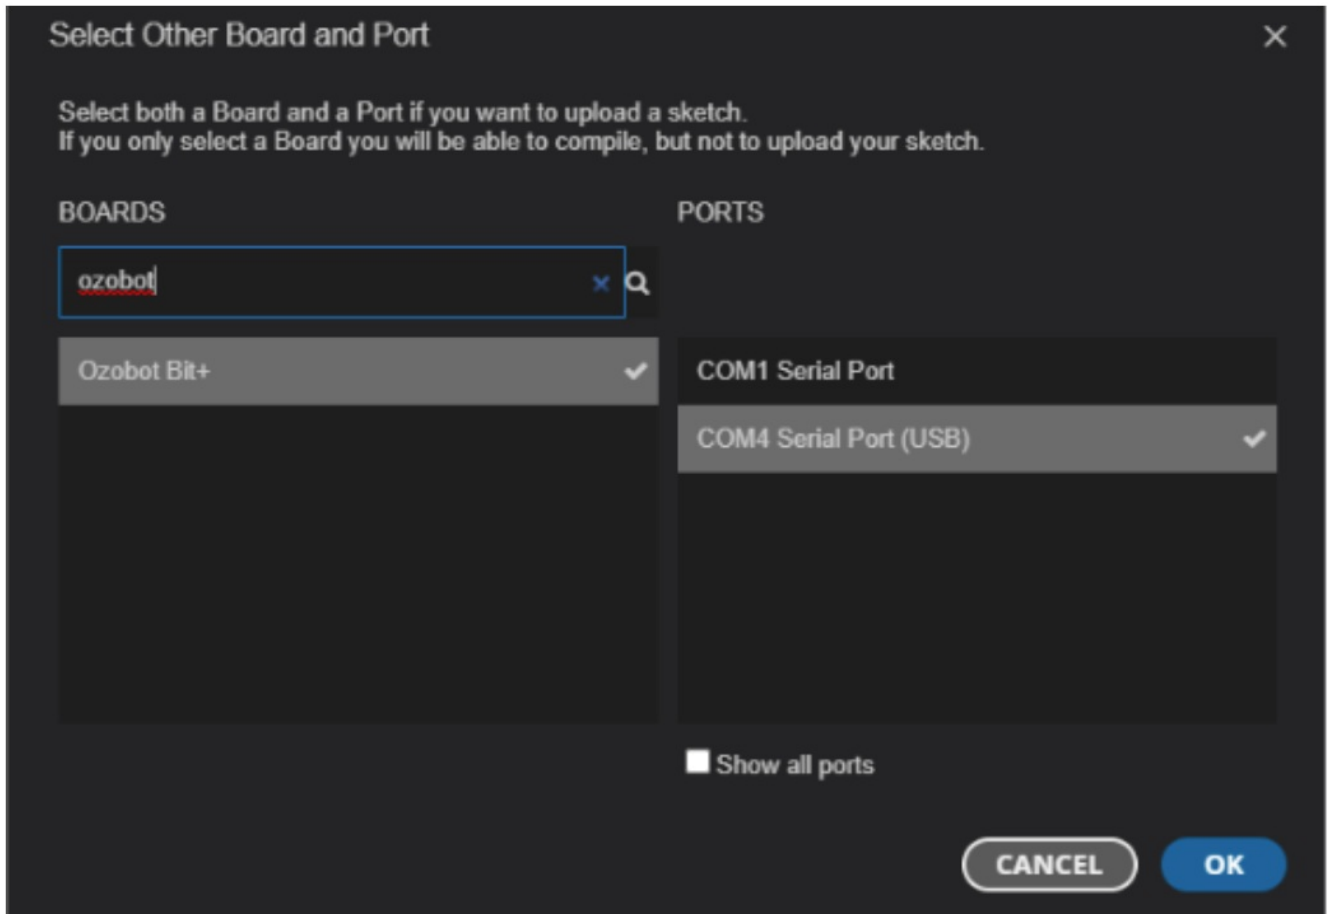 Select Other Board and Port
Select both a Board and a Port if you want to upload a sketch.
If you only select a Board you will be able to compile, but not to upload your sketch.
BOARDS
PORTS
ozobot
Ozobot Bit+
COM1 Serial Port
COM4 Serial Port (USB)
Show all ports
CANCEL
OK